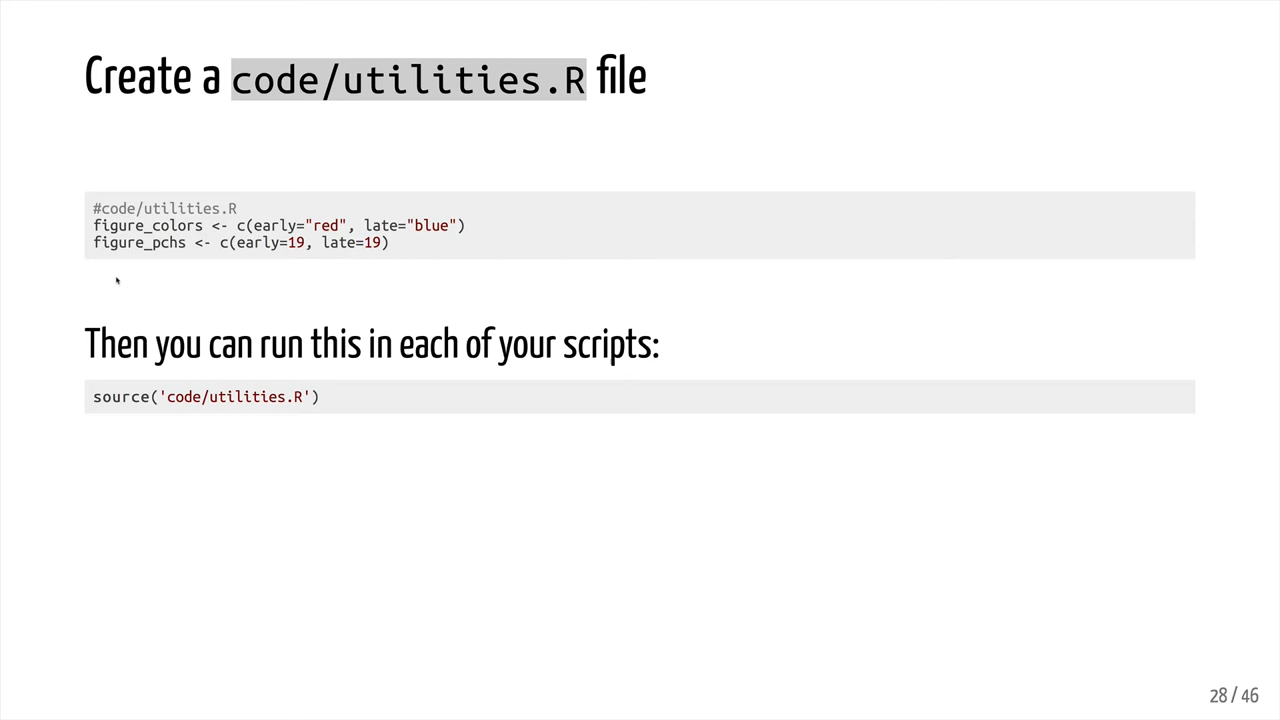 Create a code/utilities.R file
#code/utilities.R
figure_colors <- c(early="red", late="blue")
figure_pchs <- c(early=19, late=19)
Then you can run this in each of your scripts:
source('code/utilities.R')
28 / 46